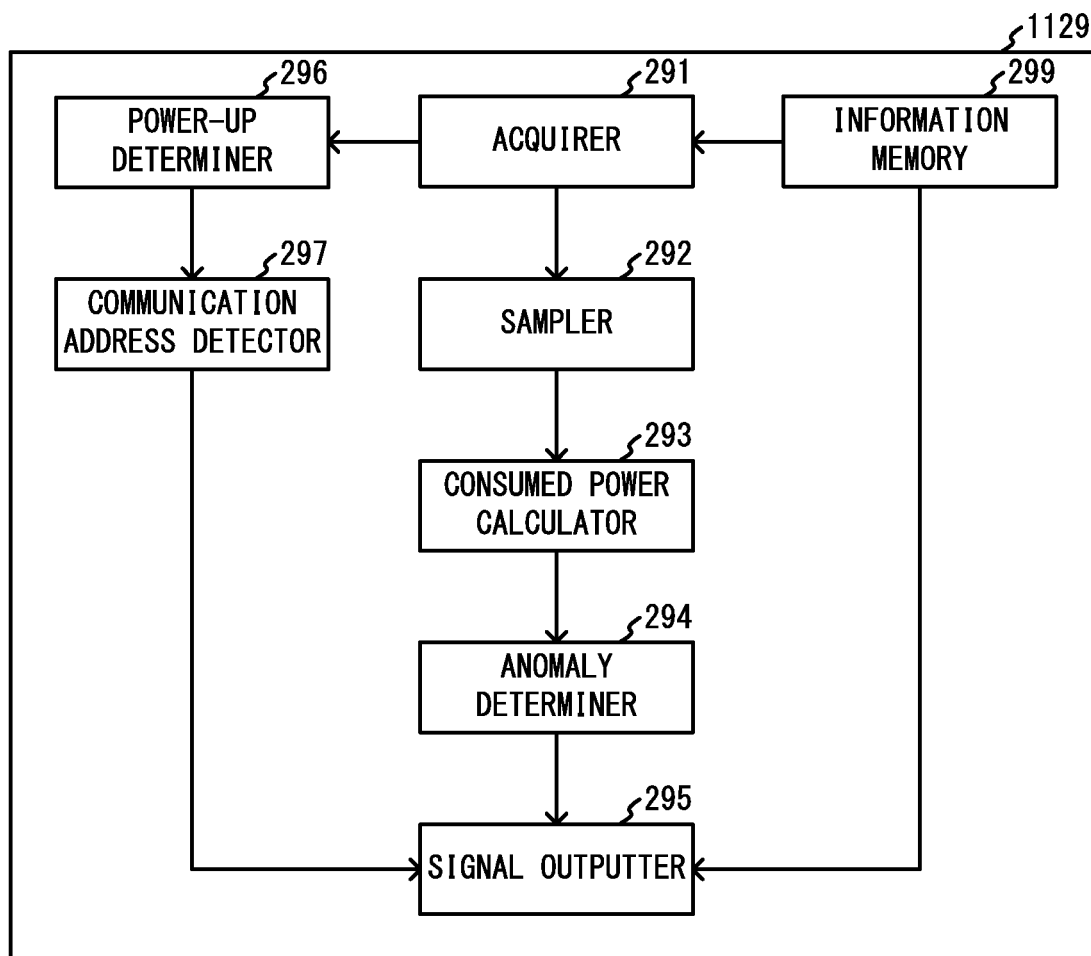 1129
296
291
299
POWER-UP
DETERMINER
ACQUIRER
INFORMATION
MEMORY
297
292
COMMUNICATION
ADDRESS DETECTOR
SAMPLER
293
CONSUMED POWER
CALCULATOR
294
ANOMALY
DETERMINER
295
SIGNAL OUTPUTTER